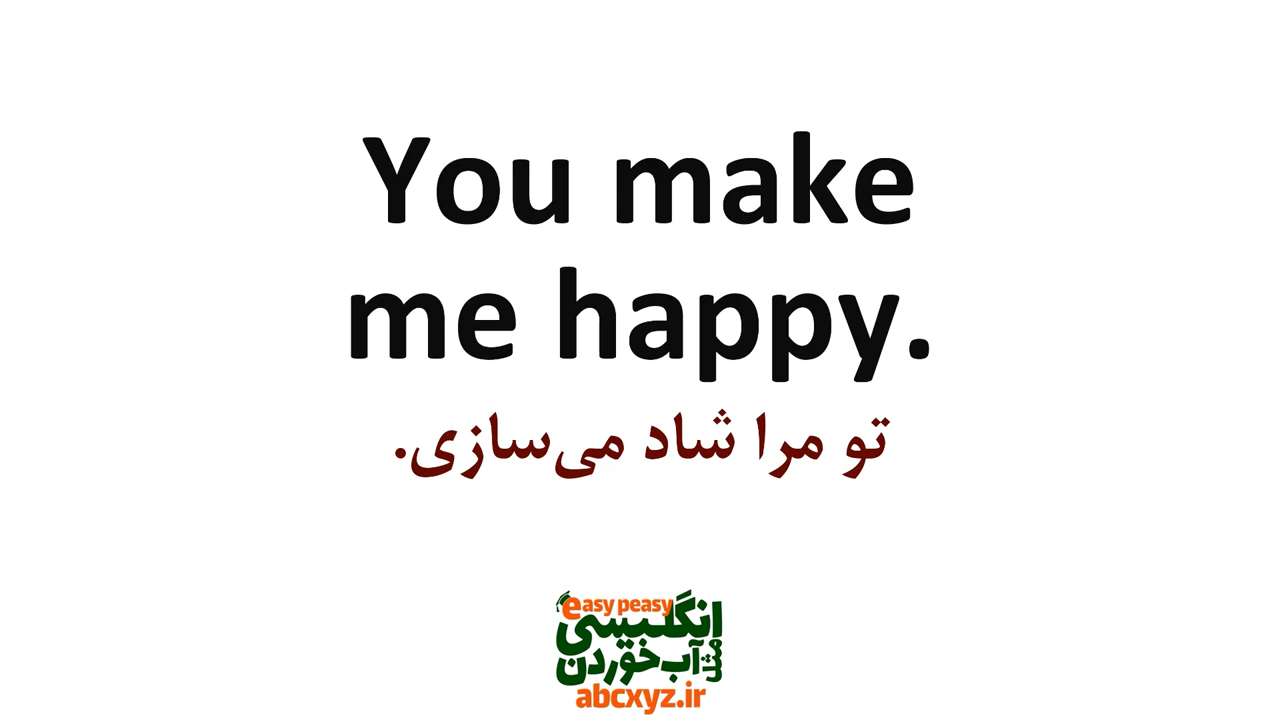 You make
me happy.
تو مرا شاد می‌سازی.
easy peasy
انگلیسی
مثل آب خوردن
abcxyz.ir